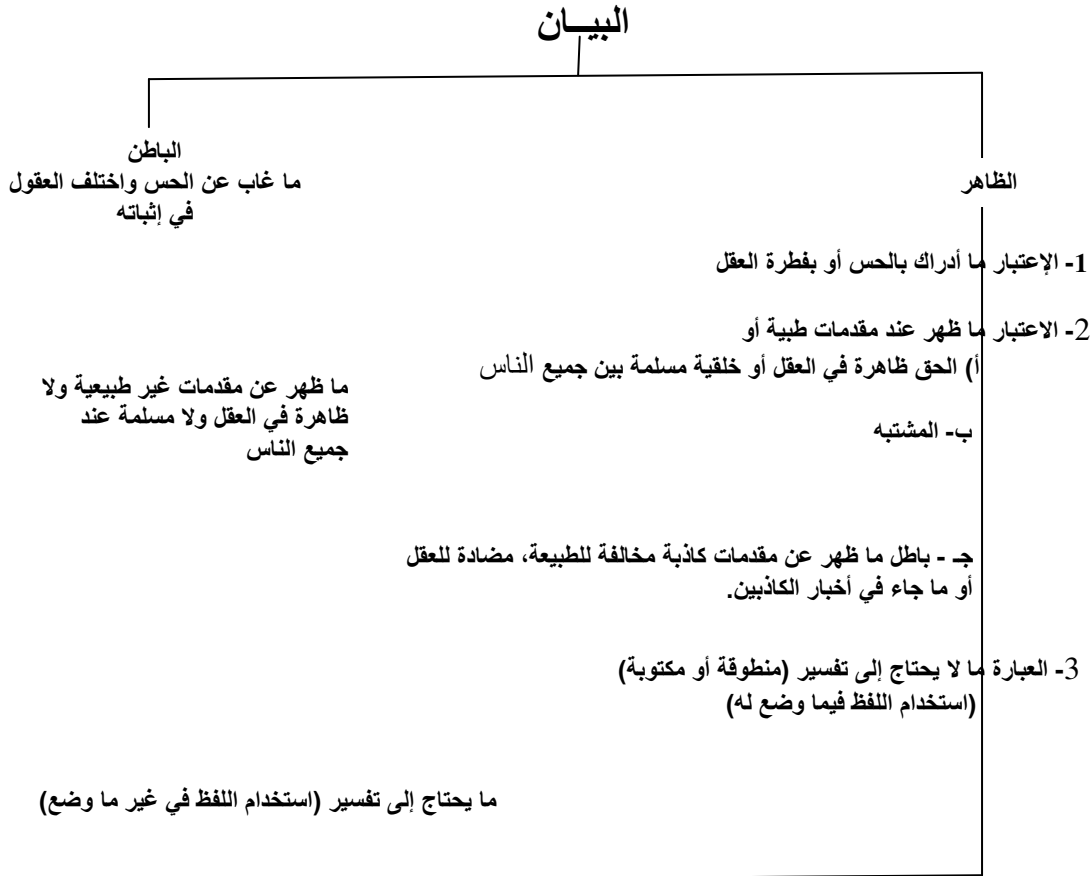 البيــان
الظاهر
الباطن
ما غاب عن الحس واختلف العقول
في إثباته
1- الإعتبار ما أدراك بالحس أو بفطرة العقل
2- الاعتبار ما ظهر عند مقدمات طبية أو
أ) الحق ظاهرة في العقل أو خلقية مسلمة بين جميع الناس
ب- المشتبه
ما ظهر عن مقدمات غير طبيعية ولا
ظاهرة في العقل ولا مسلمة عند
جميع الناس
جـ - باطل ما ظهر عن مقدمات كاذبة مخالفة للطبيعة، مضادة للعقل
أو ما جاء في أخبار الكاذبين.
3- العبارة ما لا يحتاج إلى تفسير (منطوقة أو مكتوبة)
(استخدام اللفظ فيما وضع له)
ما يحتاج إلى تفسير (استخدام اللفظ في غير ما وضع)